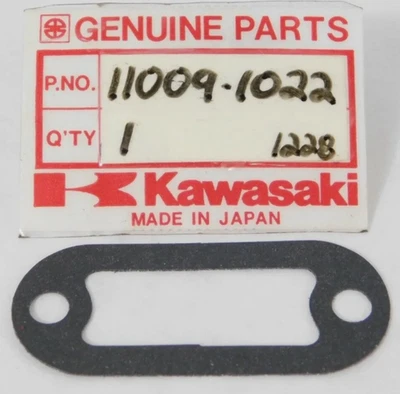 GENUINE PARTS
P.NO. 11009-1022
Q'TY 1 1228
Kawasaki
MADE IN JAPAN